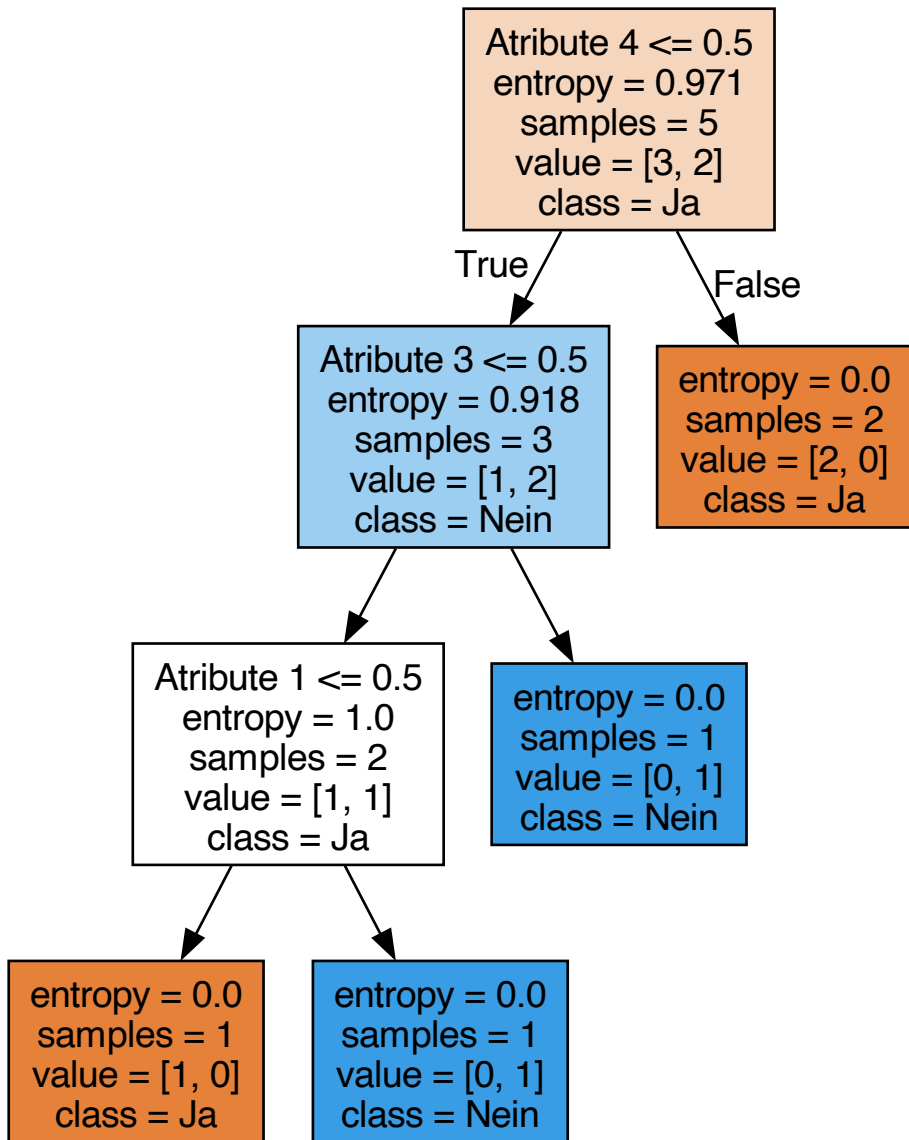 Atribute 4 <= 0.5
entropy = 0.971
samples = 5
value = [3, 2]
class = Ja
True
False
Atribute 3 <= 0.5
entropy = 0.918
samples = 3
value = [1, 2]
class = Nein
entropy = 0.0
samples = 2
value = [2, 0]
class = Ja
Atribute 1 <= 0.5
entropy = 1.0
samples = 2
value = [1, 1]
class = Ja
entropy = 0.0
samples = 1
value = [0, 1]
class = Nein
entropy = 0.0
samples = 1
value = [1, 0]
class = Ja
entropy = 0.0
samples = 1
value = [0, 1]
class = Nein